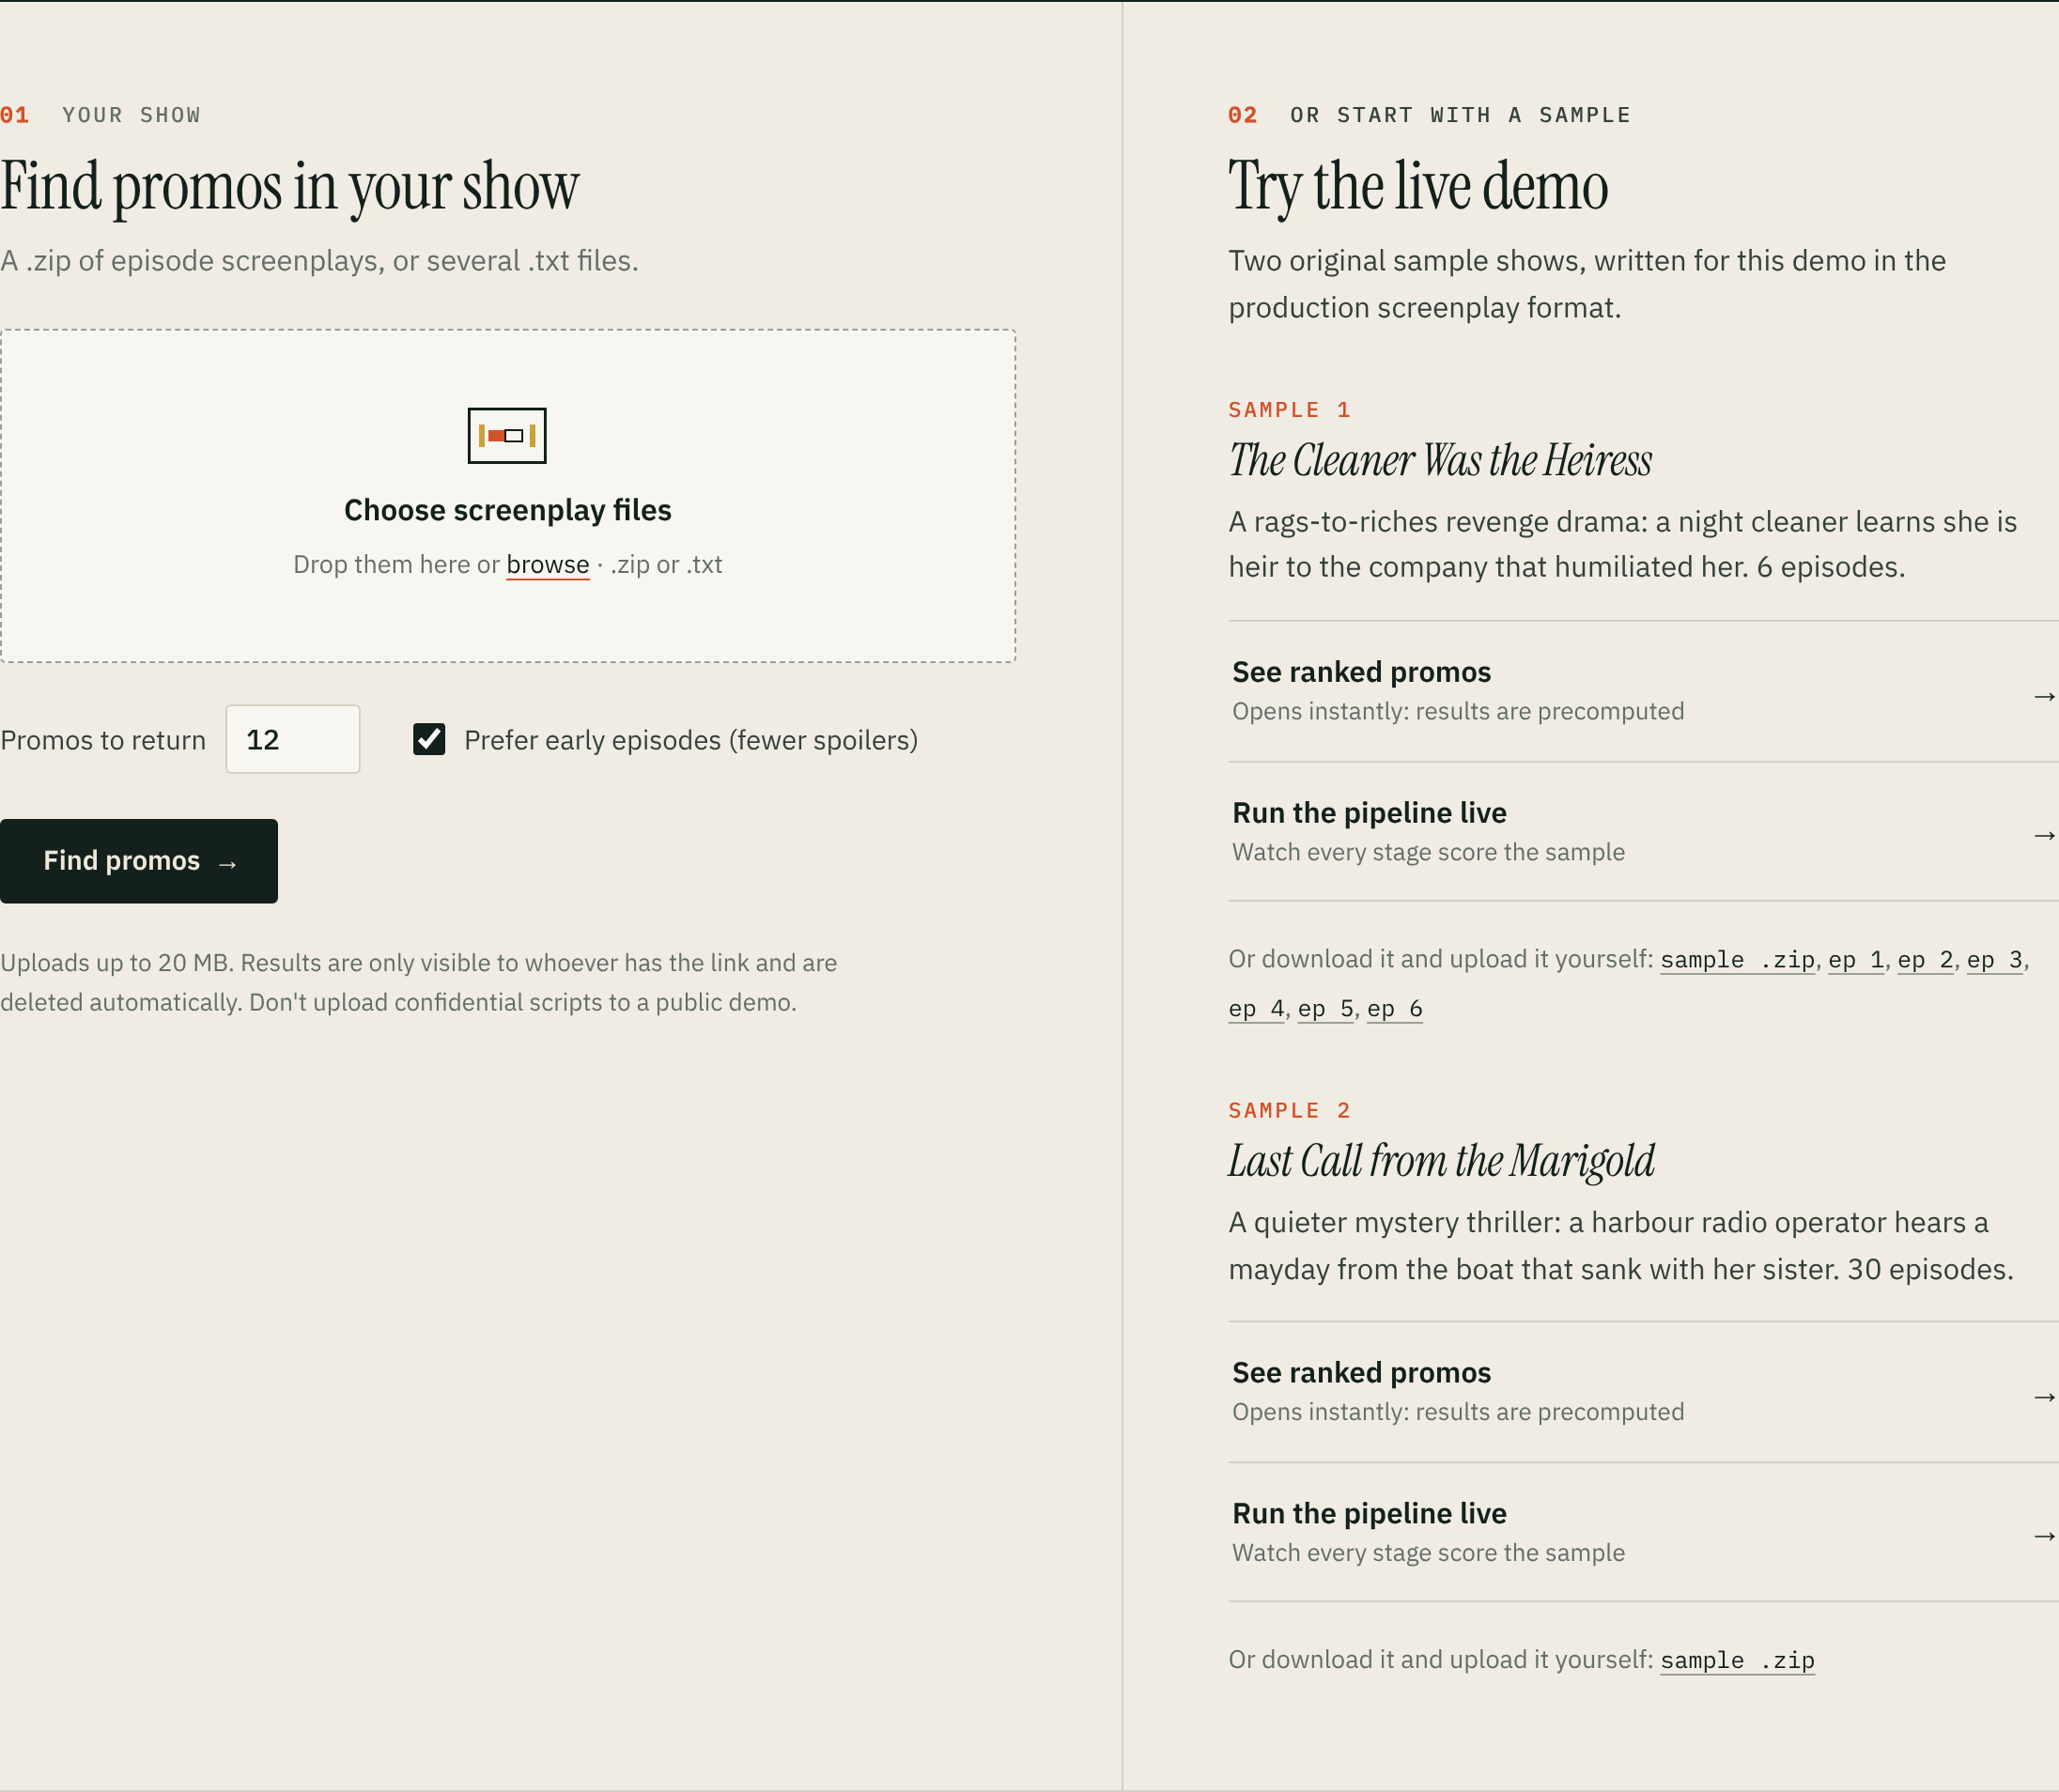 01 YOUR SHOW
Find promos in your show
A .zip of episode screenplays, or several .txt files.
Choose screenplay files
Drop them here or browse · .zip or .txt
Promos to return 12 Prefer early episodes (fewer spoilers)
Find promos →
Uploads up to 20 MB. Results are only visible to whoever has the link and are
deleted automatically. Don't upload confidential scripts to a public demo.
02 OR START WITH A SAMPLE
Try the live demo
Two original sample shows, written for this demo in the
production screenplay format.
SAMPLE 1
The Cleaner Was the Heiress
A rags-to-riches revenge drama: a night cleaner learns she is
heir to the company that humiliated her. 6 episodes.
See ranked promos
Opens instantly: results are precomputed
→
Run the pipeline live
Watch every stage score the sample
→
Or download it and upload it yourself: sample .zip, ep 1, ep 2, ep 3,
ep 4, ep 5, ep 6
SAMPLE 2
Last Call from the Marigold
A quieter mystery thriller: a harbour radio operator hears a
mayday from the boat that sank with her sister. 30 episodes.
See ranked promos
Opens instantly: results are precomputed
→
Run the pipeline live
Watch every stage score the sample
→
Or download it and upload it yourself: sample .zip